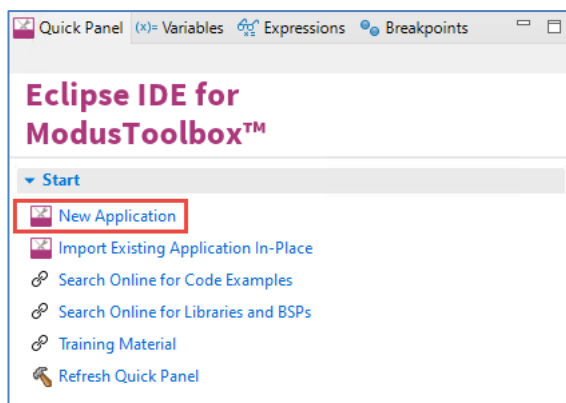 Quick Panel (x)= Variables Expressions Breakpoints
Eclipse IDE for
ModusToolbox™
Start
New Application
Import Existing Application In-Place
Search Online for Code Examples
Search Online for Libraries and BSPs
Training Material
Refresh Quick Panel